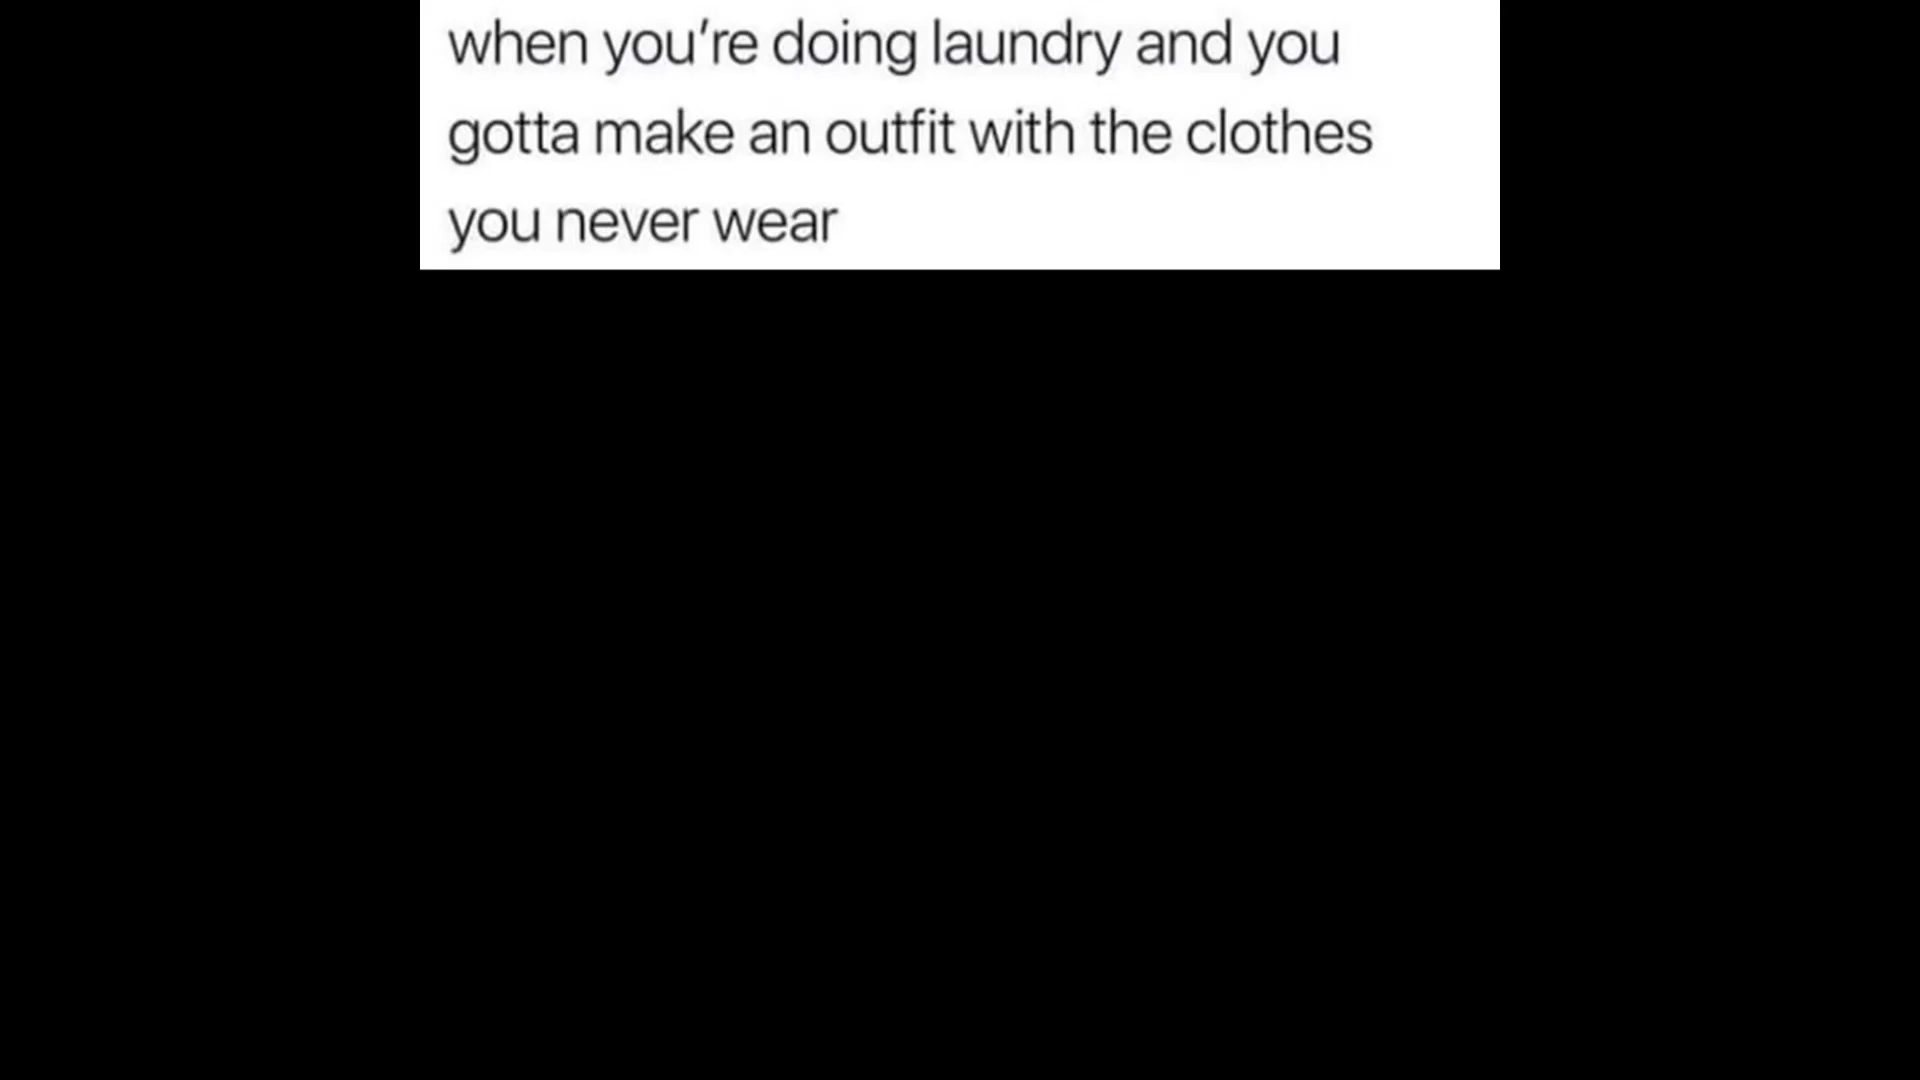 when you’re doing laundry and you
gotta make an outfit with the clothes
you never wear